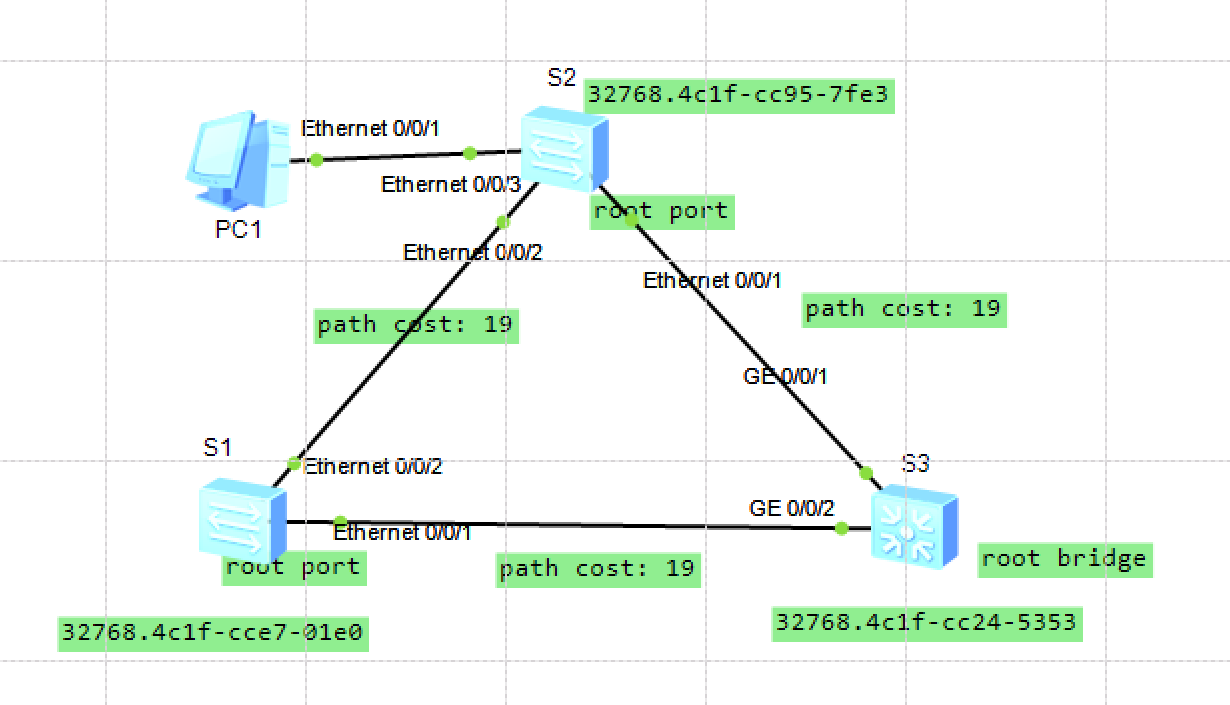 S2
32768.4c1f-cc95-7fe3
Ethernet 0/0/1
Ethernet 0/0/3
root port
PC1
Ethernet 0/0/2
Ethernet 0/0/1
path cost: 19
path cost: 19
GE 0/0/1
S1
Ethernet 0/0/2
S3
GE 0/0/2
Ethernet 0/0/1
root port
path cost: 19
root bridge
32768.4c1f-cce7-01e0
32768.4c1f-cc24-5353